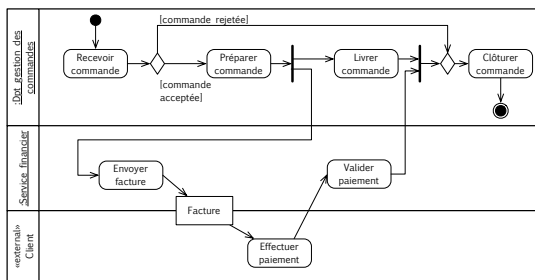 :Dpt gestion des
commandes
[commande rejetée]
Recevoir
commande
Préparer
commande
Livrer
commande
Clôturer
commande
[commande
acceptée]
:Service financier
Envoyer
facture
Valider
paiement
Facture
«external»
Client
Effectuer
paiement